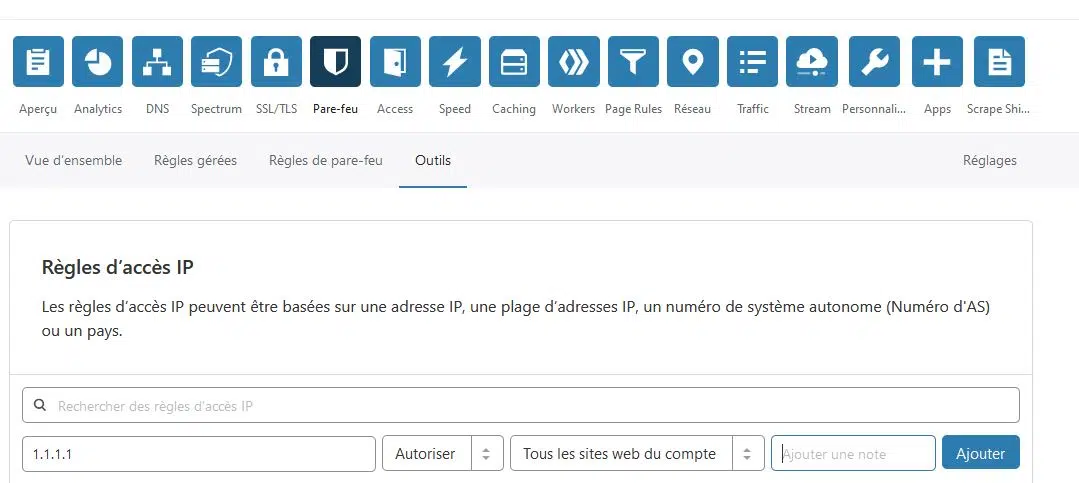 Aperçu Analytics DNS Spectrum SSL/TLS Pare-feu Access Speed Caching Workers Page Rules Réseau Traffic Stream Personnali... Apps Scrape Shi...
Vue d'ensemble Règles gérées Règles de pare-feu Outils Réglages
Règles d’accès IP
Les règles d’accès IP peuvent être basées sur une adresse IP, une plage d’adresses IP, un numéro de système autonome (Numéro d'AS)
ou un pays.
Rechercher des règles d'accès IP
1.1.1.1 Autoriser Tous les sites web du compte Ajouter une note Ajouter